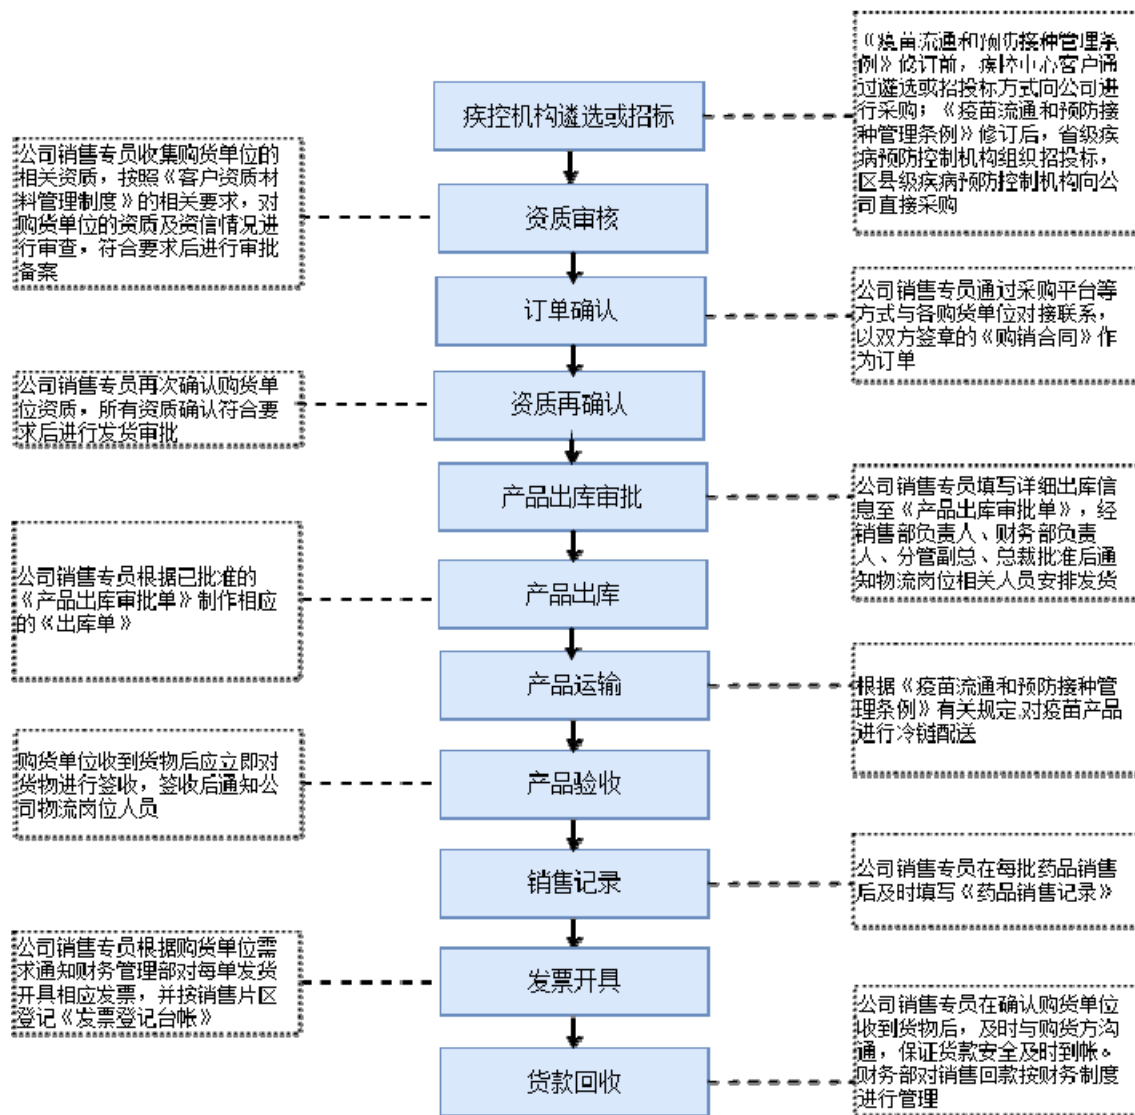 疾控机构遴选或招标
《疫苗流通和预防接种管理条
例》修订前，疾控中心客户通
过遴选或招投标方式向公司进
行采购；《疫苗流通和预防接
种管理条例》修订后，省级疾
病预防控制机构组织招投标，
区县级疾病预防控制机构向公
司直接采购
公司销售专员收集购货单位的
相关资质，按照《客户资质材
料管理制度》的相关要求，对
购货单位的资质及资信情况进
行审查，符合要求后进行审批
备案
资质审核
订单确认
公司销售专员通过采购平台等
方式与各购货单位对接联系，
以双方签章的《购销合同》作
为订单
公司销售专员再次确认购货单
位资质，所有资质确认符合要
求后进行发货审批
资质再确认
产品出库审批
公司销售专员填写详细出库信
息至《产品出库审批单》，经
销售部负责人、财务部负责
人、分管副总、总裁批准后通
知物流岗位相关人员安排发货
公司销售专员根据已批准的
《产品出库审批单》制作相应
的《出库单》
产品出库
产品运输
根据《疫苗流通和预防接种管
理条例》有关规定,对疫苗产品
进行冷链配送
购货单位收到货物后应立即对
货物进行签收，签收后通知公
司物流岗位人员
产品验收
销售记录
公司销售专员在每批药品销售
后及时填写《药品销售记录》
公司销售专员根据购货单位需
求通知财务管理部对每单发货
开具相应发票，并按销售片区
登记《发票登记台帐》
发票开具
货款回收
公司销售专员在确认购货单位
收到货物后，及时与购货方沟
通，保证货款安全及时到帐。
财务部对销售回款按财务制度
进行管理